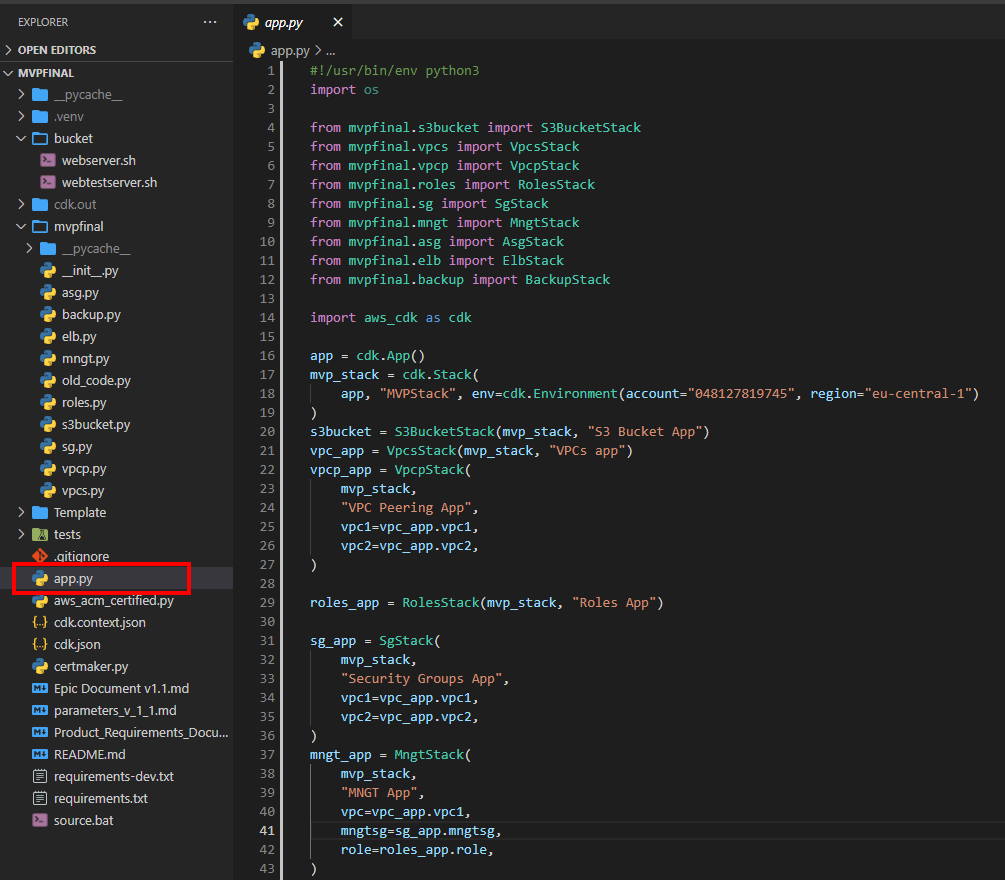 EXPLORER
OPEN EDITORS
MVPFINAL
__pycache__
.venv
bucket
webserver.sh
webtestserver.sh
cdk.out
mvpfinal
__pycache__
__init__.py
asg.py
backup.py
elb.py
mngt.py
old_code.py
roles.py
s3bucket.py
sg.py
vpcp.py
vpcs.py
Template
tests
.gitignore
app.py
aws_acm_certified.py
cdk.context.json
cdk.json
certmaker.py
Epic Document v1.1.md
parameters_v_1_1.md
Product_Requirements_Docu...
README.md
requirements-dev.txt
requirements.txt
source.bat
app.py
app.py > ...
1 #!/usr/bin/env python3
2 import os
3
4 from mvpfinal.s3bucket import S3BucketStack
5 from mvpfinal.vpcs import VpcsStack
6 from mvpfinal.vpcp import VpcpStack
7 from mvpfinal.roles import RolesStack
8 from mvpfinal.sg import SgStack
9 from mvpfinal.mngt import MngtStack
10 from mvpfinal.asg import AsgStack
11 from mvpfinal.elb import ElbStack
12 from mvpfinal.backup import BackupStack
13
14 import aws_cdk as cdk
15
16 app = cdk.App()
17 mvp_stack = cdk.Stack(
18     app, "MVPStack", env=cdk.Environment(account="048127819745", region="eu-central-1")
19 )
20 s3bucket = S3BucketStack(mvp_stack, "S3 Bucket App")
21 vpc_app = VpcsStack(mvp_stack, "VPCs app")
22 vpcp_app = VpcpStack(
23     mvp_stack,
24     "VPC Peering App",
25     vpc1=vpc_app.vpc1,
26     vpc2=vpc_app.vpc2,
27 )
28
29 roles_app = RolesStack(mvp_stack, "Roles App")
30
31 sg_app = SgStack(
32     mvp_stack,
33     "Security Groups App",
34     vpc1=vpc_app.vpc1,
35     vpc2=vpc_app.vpc2,
36 )
37 mngt_app = MngtStack(
38     mvp_stack,
39     "MNGT App",
40     vpc=vpc_app.vpc1,
41     mngtsg=sg_app.mngtsg,
42     role=roles_app.role,
43 )